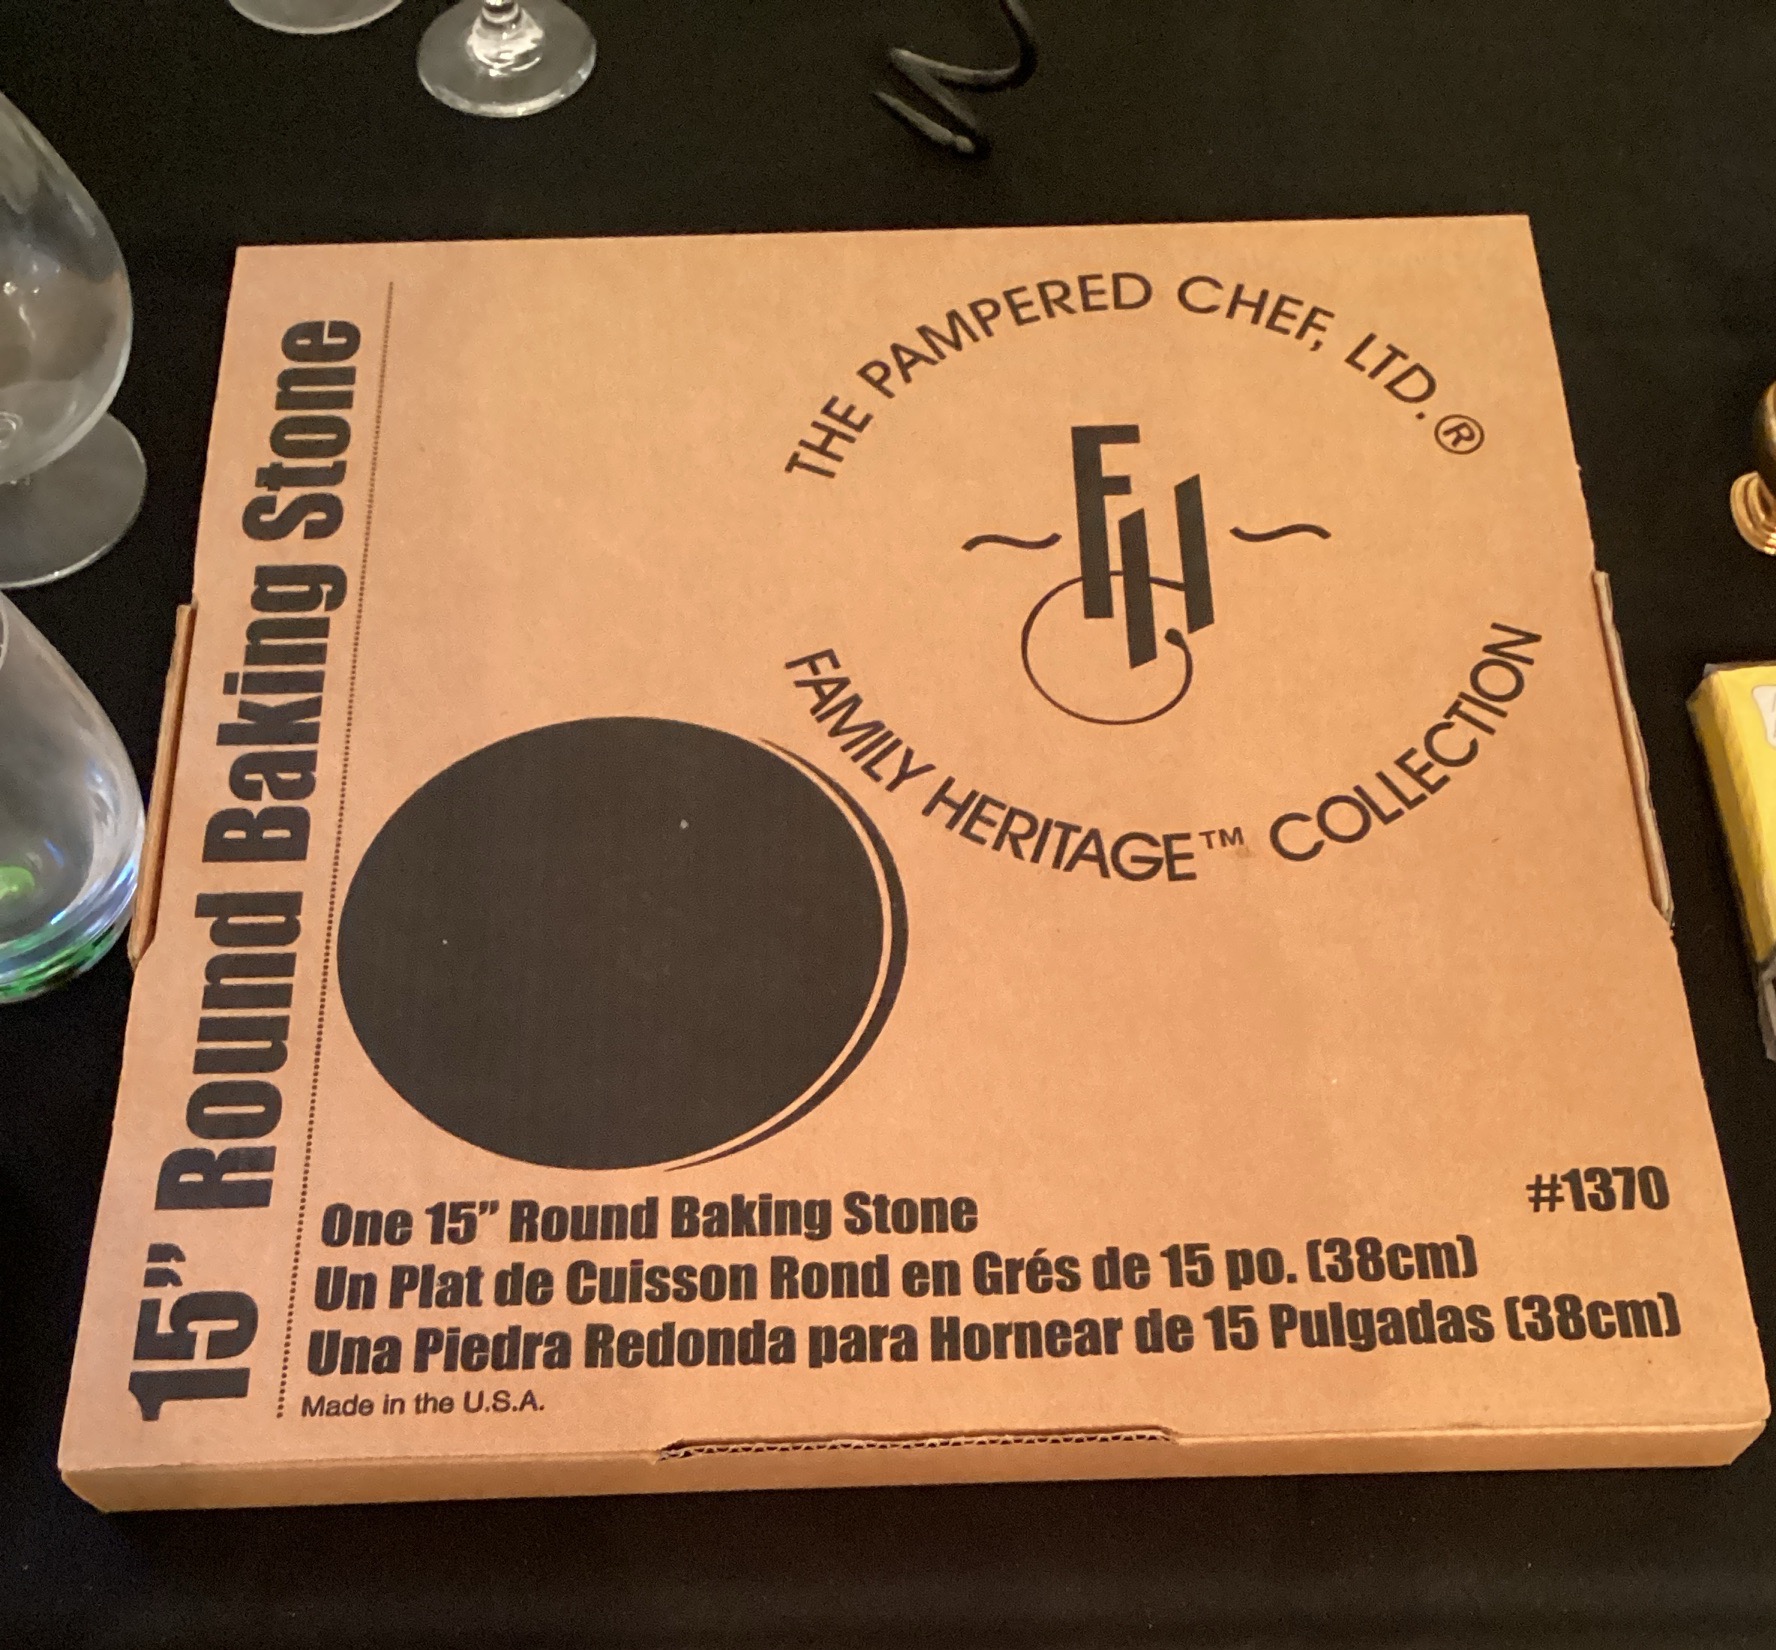 15” Round Baking Stone
THE PAMPERED CHEF, LTD.®
FH
FAMILY HERITAGE™ COLLECTION
#1370
One 15” Round Baking Stone
Un Plat de Cuisson Rond en Grés de 15 po. (38cm)
Una Piedra Redonda para Hornear de 15 Pulgadas (38cm)
Made in the U.S.A.